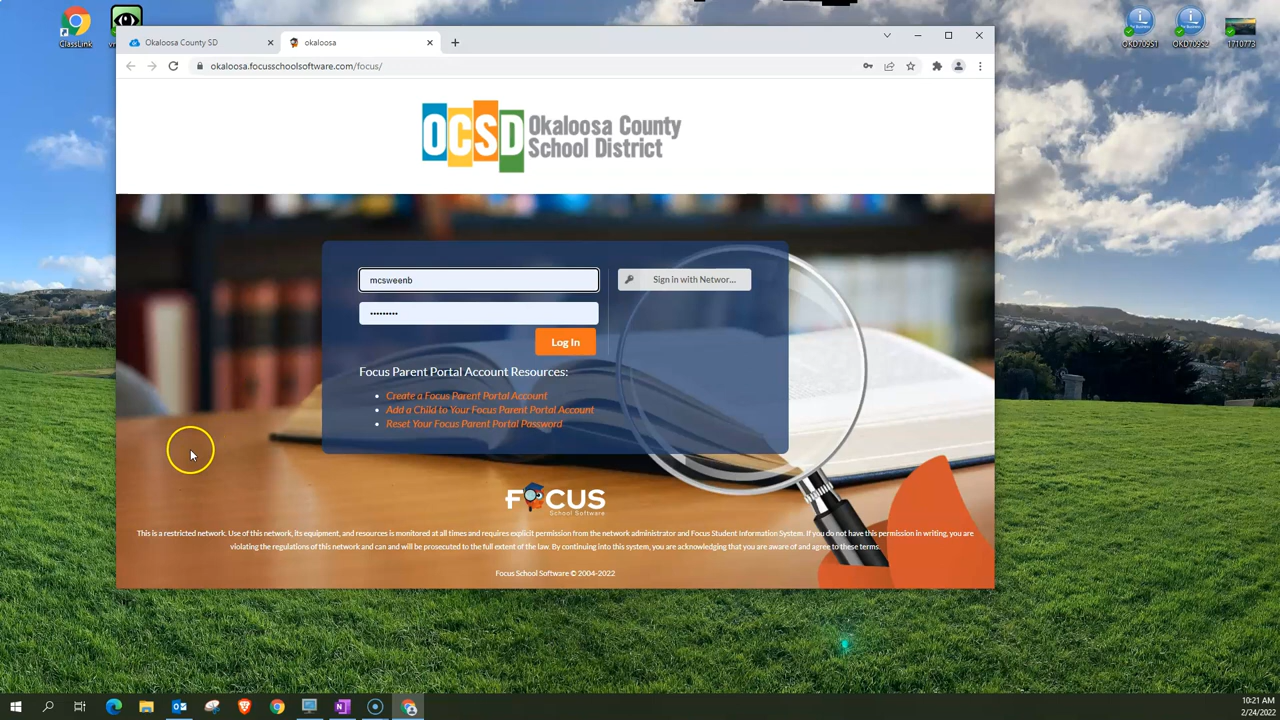 ClassLink
Okaloosa County SD
okaloosa
okaloosa.focusschoolsoftware.com/focus/
OCSD Okaloosa County
School District
mcsweenb
•••••••••
Sign in with Networ...
Log In
Focus Parent Portal Account Resources:
• Create a Focus Parent Portal Account
• Add a Child to Your Focus Parent Portal Account
• Reset Your Focus Parent Portal Password
FOCUS
School Software
This is a restricted network. Use of this network, its equipment, and resources is monitored at all times and requires explicit permission from the network administrator and Focus Student Information System. If you do not have this permission in writing, you are
violating the regulations of this network and can and will be prosecuted to the full extent of the law. By continuing into this system, you are acknowledging that you are aware of and agree to these terms.
Focus School Software © 2004-2022
OKD709S1
OKD709S2
1710773
10:21 AM
2/24/2022